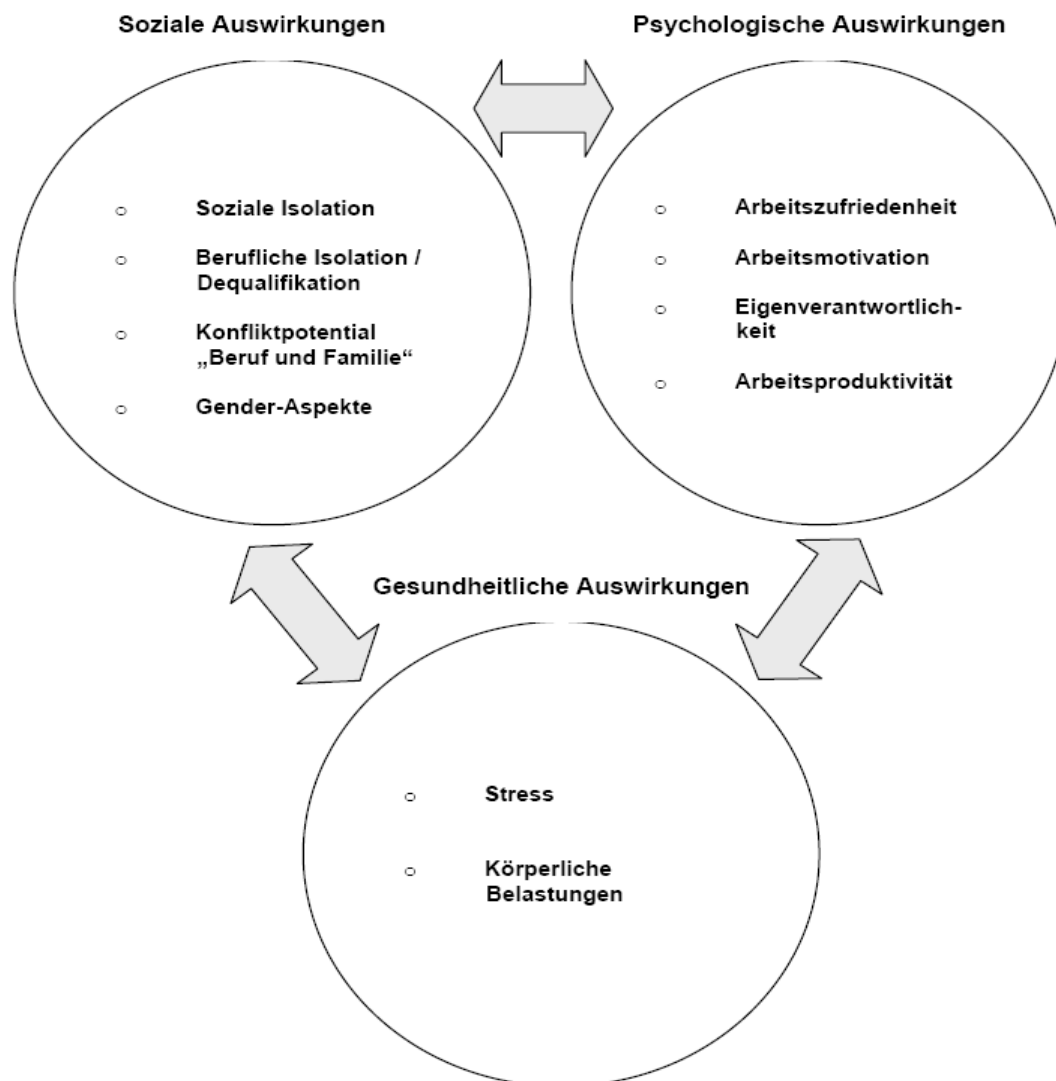 Soziale Auswirkungen
Psychologische Auswirkungen
Soziale Isolation
Berufliche Isolation /
Dequalifikation
Konfliktpotential
„Beruf und Familie“
Gender-Aspekte
Arbeitszufriedenheit
Arbeitsmotivation
Eigenverantwortlich-
keit
Arbeitsproduktivität
Gesundheitliche Auswirkungen
Stress
Körperliche
Belastungen